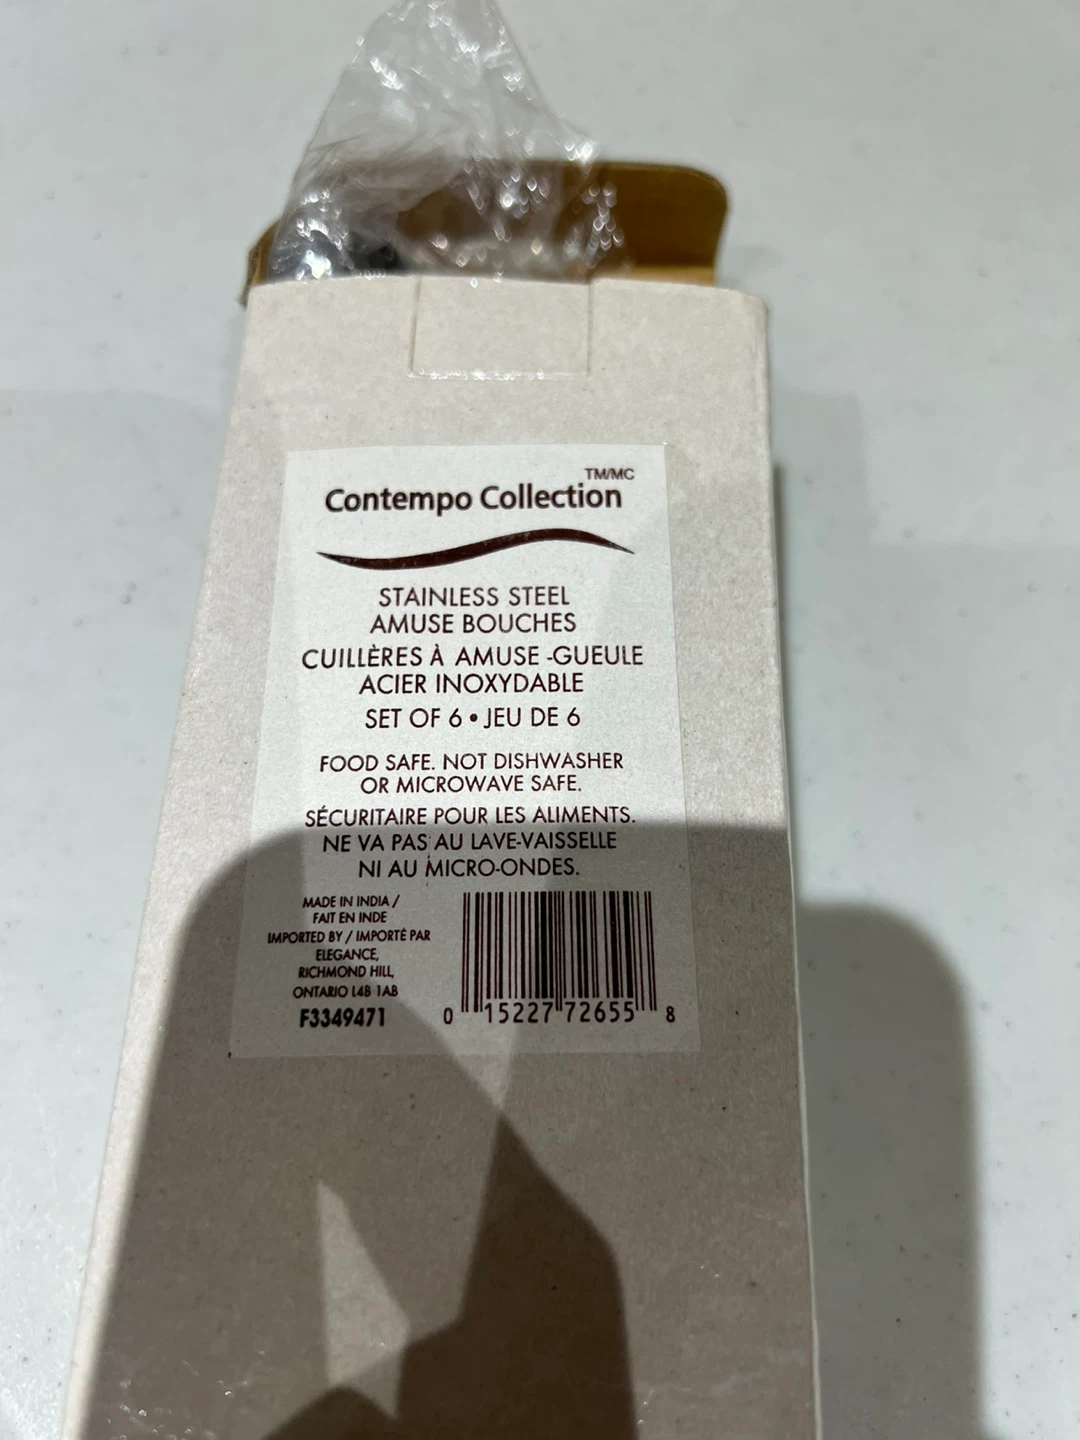 Contempo Collection TM/MC
STAINLESS STEEL
AMUSE BOUCHES
CUILLÈRES À AMUSE -GUEULE
ACIER INOXYDABLE
SET OF 6 • JEU DE 6
FOOD SAFE. NOT DISHWASHER
OR MICROWAVE SAFE.
SÉCURITAIRE POUR LES ALIMENTS.
NE VA PAS AU LAVE-VAISSELLE
NI AU MICRO-ONDES.
MADE IN INDIA /
FAIT EN INDE
IMPORTED BY / IMPORTÉ PAR
ELEGANCE,
RICHMOND HILL,
ONTARIO L4B 1A8
F3349471
0 15227 72655 8